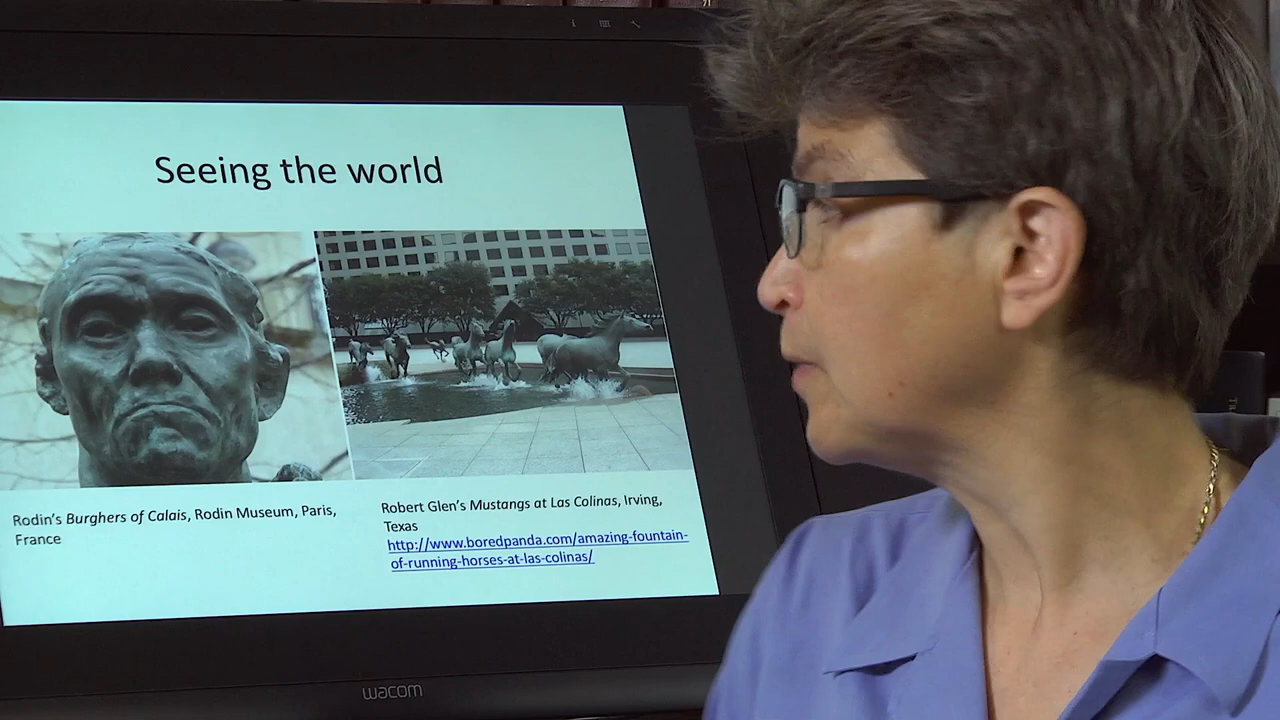 Seeing the world
Rodin's Burghers of Calais, Rodin Museum, Paris,
France
Robert Glen's Mustangs at Las Colinas, Irving,
Texas
http://www.boredpanda.com/amazing-fountain-
of-running-horses-at-las-colinas/
wacom